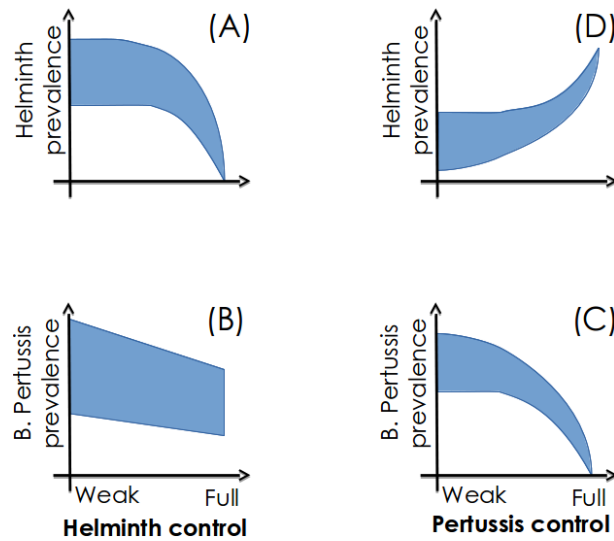 (A)
Helminth
prevalence
(D)
Helminth
prevalence
(B)
B. Pertussis
prevalence
Weak
Full
Helminth control
(C)
B. Pertussis
prevalence
Weak
Full
Pertussis control